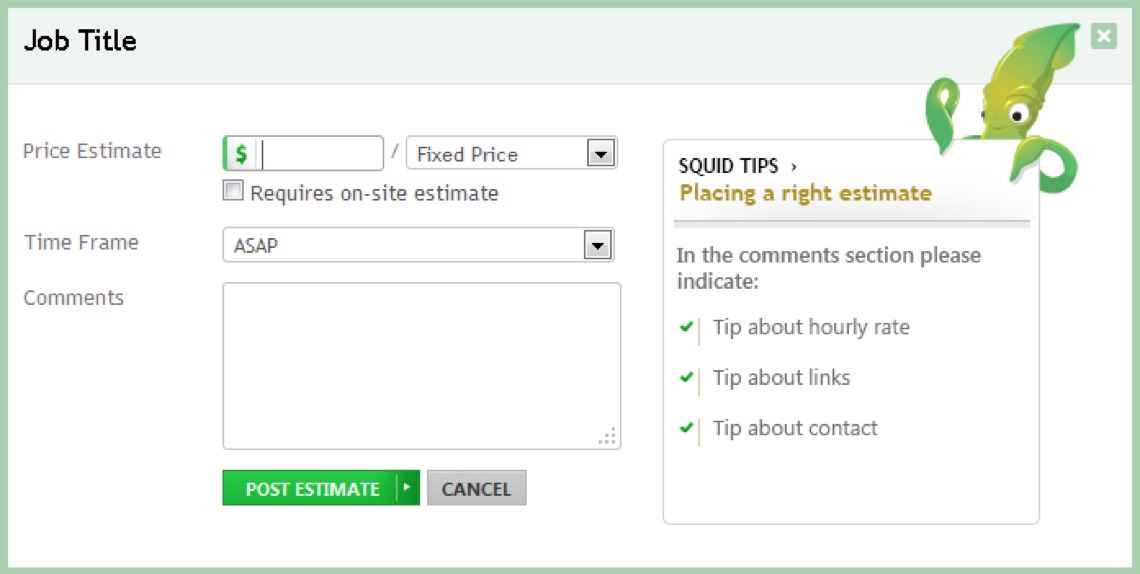 Job Title
Price Estimate
$
/
Fixed Price
Requires on-site estimate
Time Frame
ASAP
Comments
POST ESTIMATE
CANCEL
SQUID TIPS ›
Placing a right estimate
In the comments section please
indicate:
Tip about hourly rate
Tip about links
Tip about contact